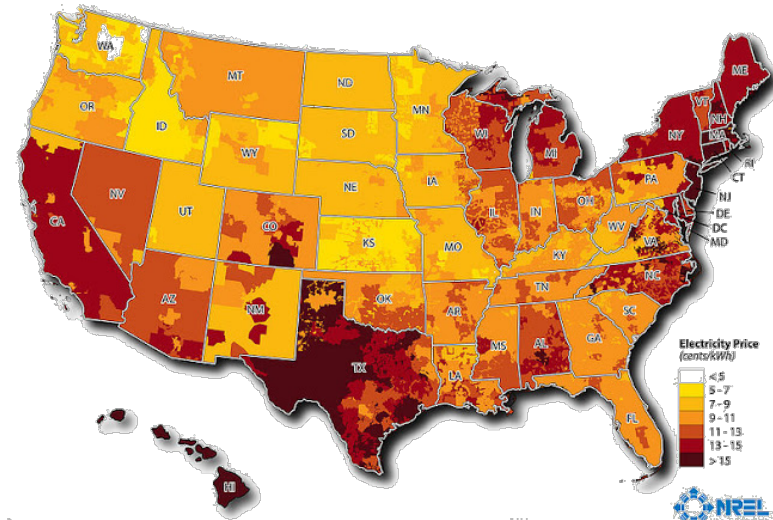 WA
MT
ND
MN
OR
ID
SD
WY
WI
MI
VT
ME
NH
NY
MA
RI
CT
NV
UT
NE
IA
PA
NJ
CA
CO
KS
IL
IN
OH
DE
DC
MD
MO
WV
VA
KY
AZ
NM
OK
AR
TN
NC
SC
TX
LA
MS
AL
GA
FL
HI
Electricity Price
(cents/kWh)
<5
5 - 7
7 - 9
9 - 11
11 - 13
13 - 15
>15
NREL